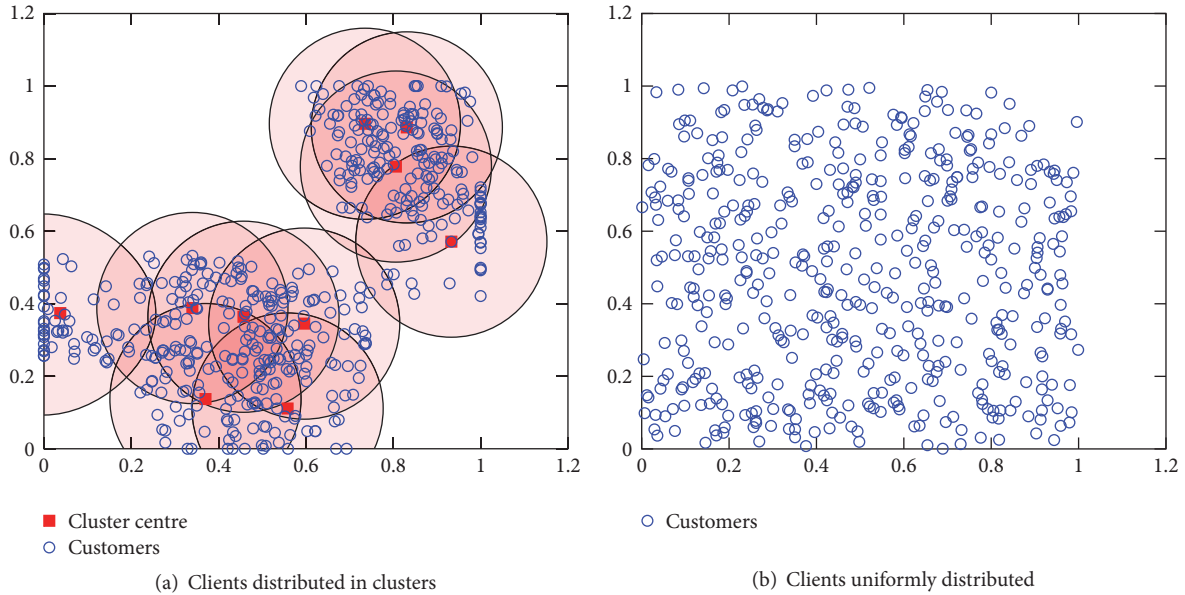 1.2
1
0.8
0.6
0.4
0.2
0
0 0.2 0.4 0.6 0.8 1 1.2
Cluster centre
Customers
(a) Clients distributed in clusters
1.2
1
0.8
0.6
0.4
0.2
0
0 0.2 0.4 0.6 0.8 1 1.2
Customers
(b) Clients uniformly distributed